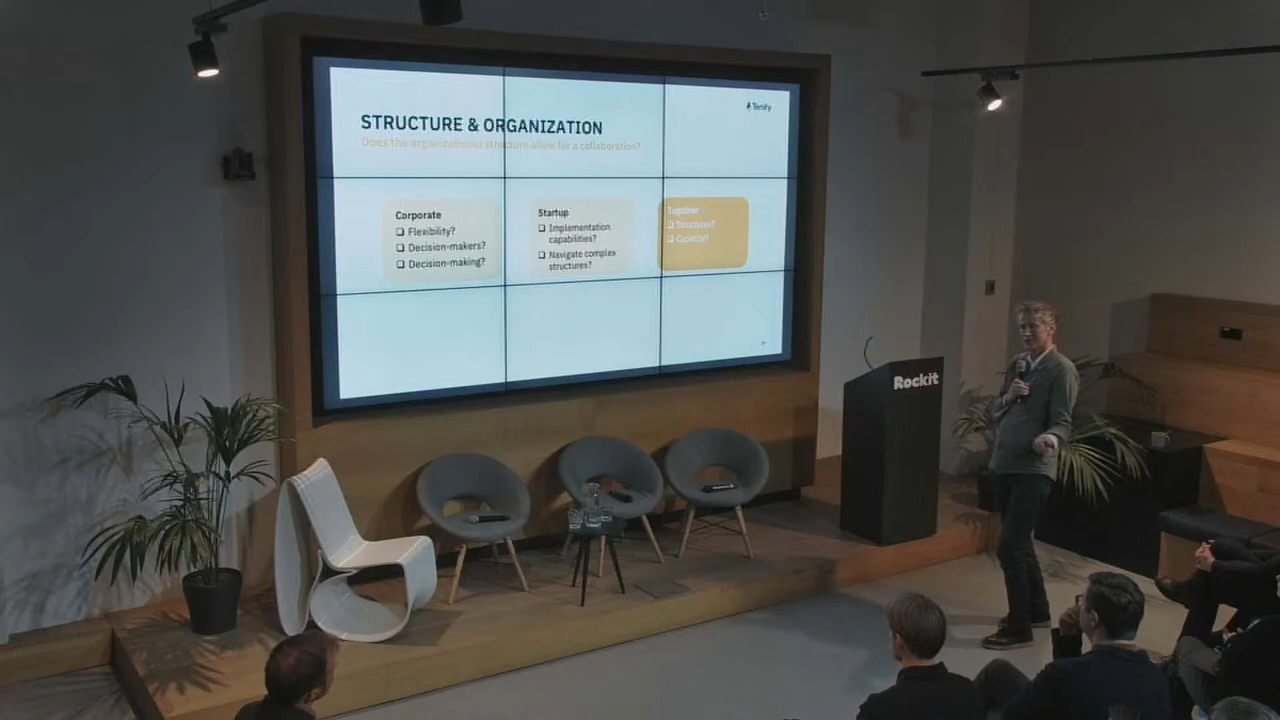 Tenity
STRUCTURE & ORGANIZATION
Does the organizational structure allow for a collaboration?
Corporate
❑ Flexibility?
❑ Decision-makers?
❑ Decision-making?
Startup
❑ Implementation
capabilities?
❑ Navigate complex
structures?
Together
❑ Structures?
❑ Capacity?
Rockit